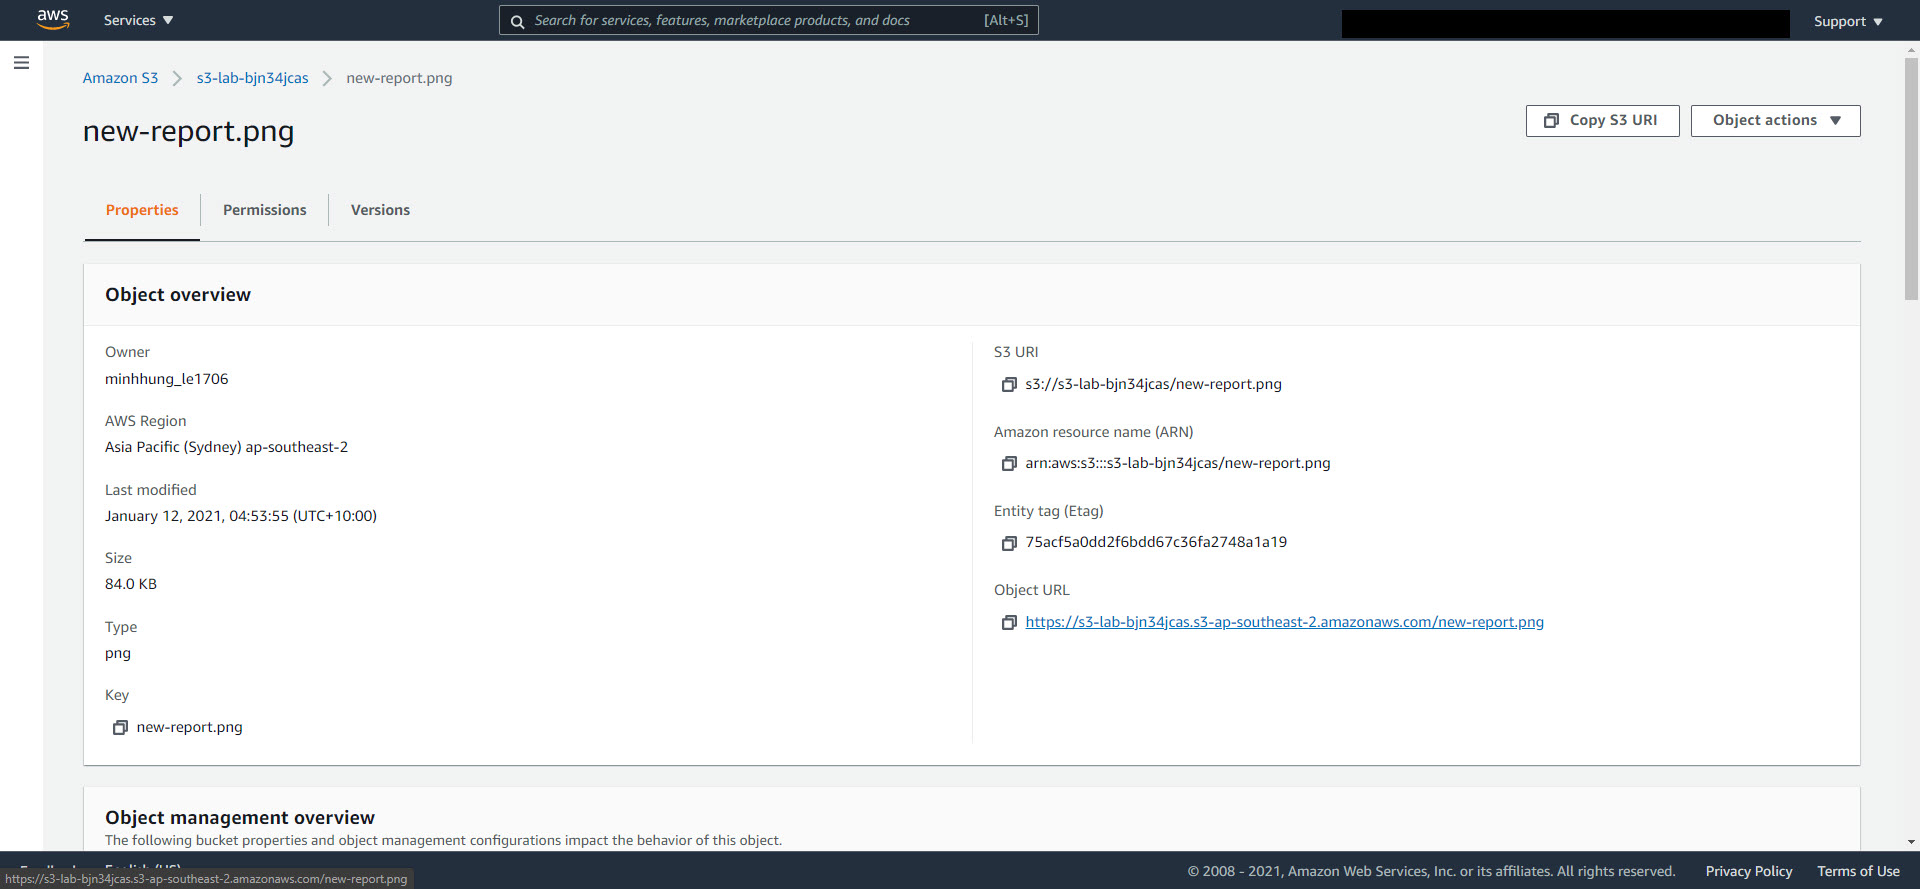 aws Services Search for services, features, marketplace products, and docs [Alt+S] Support
Amazon S3 s3-lab-bjn34jcas new-report.png
new-report.png
Copy S3 URI Object actions
Properties Permissions Versions
Object overview
Owner
minhhung_le1706
AWS Region
Asia Pacific (Sydney) ap-southeast-2
Last modified
January 12, 2021, 04:53:55 (UTC+10:00)
Size
84.0 KB
Type
png
Key
new-report.png
S3 URI
s3://s3-lab-bjn34jcas/new-report.png
Amazon resource name (ARN)
arn:aws:s3:::s3-lab-bjn34jcas/new-report.png
Entity tag (Etag)
75acf5a0dd2f6bdd67c36fa2748a1a19
Object URL
https://s3-lab-bjn34jcas.s3-ap-southeast-2.amazonaws.com/new-report.png
Object management overview
The following bucket properties and object management configurations impact the behavior of this object.
English (US)
© 2008 - 2021, Amazon Web Services, Inc. or its affiliates. All rights reserved. Privacy Policy Terms of Use
https://s3-lab-bjn34jcas.s3-ap-southeast-2.amazonaws.com/new-report.png